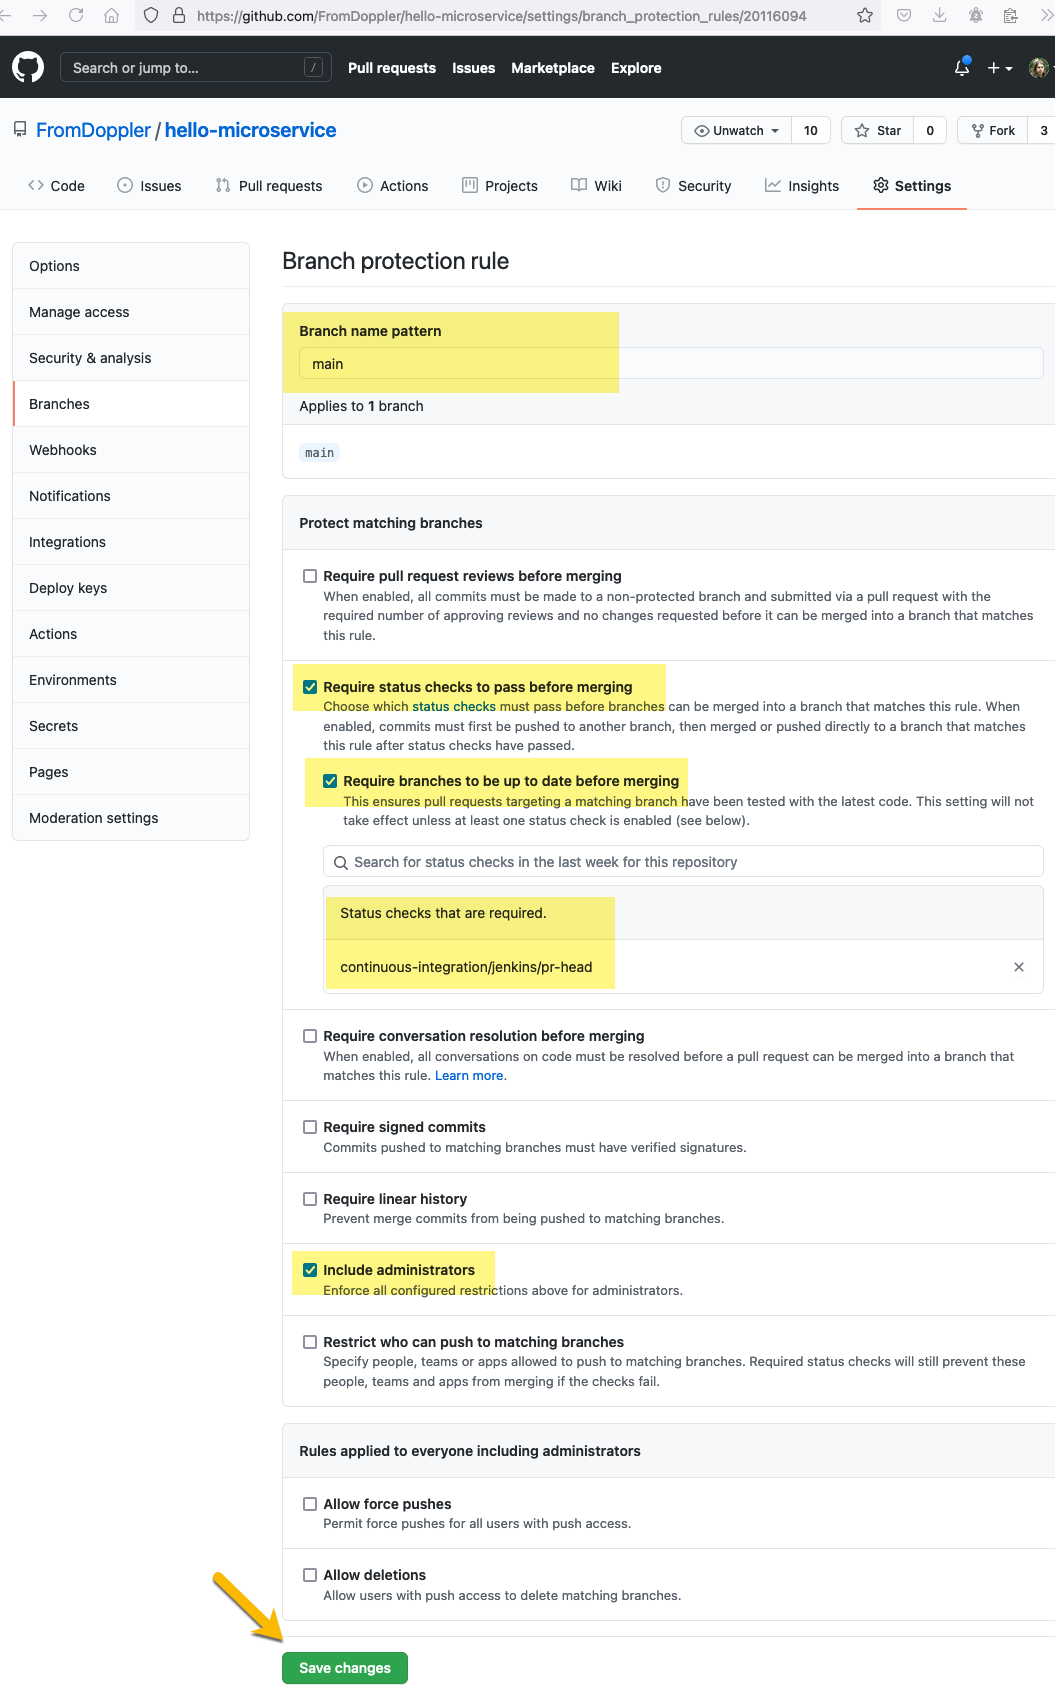 https://github.com/FromDoppler/hello-microservice/settings/branch_protection_rules/20116094
Search or jump to... / Pull requests Issues Marketplace Explore
FromDoppler / hello-microservice Unwatch 10 Star 0 Fork 3
Code Issues Pull requests Actions Projects Wiki Security Insights Settings
Options
Manage access
Security & analysis
Branches
Webhooks
Notifications
Integrations
Deploy keys
Actions
Environments
Secrets
Pages
Moderation settings
Branch protection rule
Branch name pattern
main
Applies to 1 branch
main
Protect matching branches
Require pull request reviews before merging
When enabled, all commits must be made to a non-protected branch and submitted via a pull request with the
required number of approving reviews and no changes requested before it can be merged into a branch that matches
this rule.
Require status checks to pass before merging
Choose which status checks must pass before branches can be merged into a branch that matches this rule. When
enabled, commits must first be pushed to another branch, then merged or pushed directly to a branch that matches
this rule after status checks have passed.
Require branches to be up to date before merging
This ensures pull requests targeting a matching branch have been tested with the latest code. This setting will not
take effect unless at least one status check is enabled (see below).
Search for status checks in the last week for this repository
Status checks that are required.
continuous-integration/jenkins/pr-head
Require conversation resolution before merging
When enabled, all conversations on code must be resolved before a pull request can be merged into a branch that
matches this rule. Learn more.
Require signed commits
Commits pushed to matching branches must have verified signatures.
Require linear history
Prevent merge commits from being pushed to matching branches.
Include administrators
Enforce all configured restrictions above for administrators.
Restrict who can push to matching branches
Specify people, teams or apps allowed to push to matching branches. Required status checks will still prevent these
people, teams and apps from merging if the checks fail.
Rules applied to everyone including administrators
Allow force pushes
Permit force pushes for all users with push access.
Allow deletions
Allow users with push access to delete matching branches.
Save changes